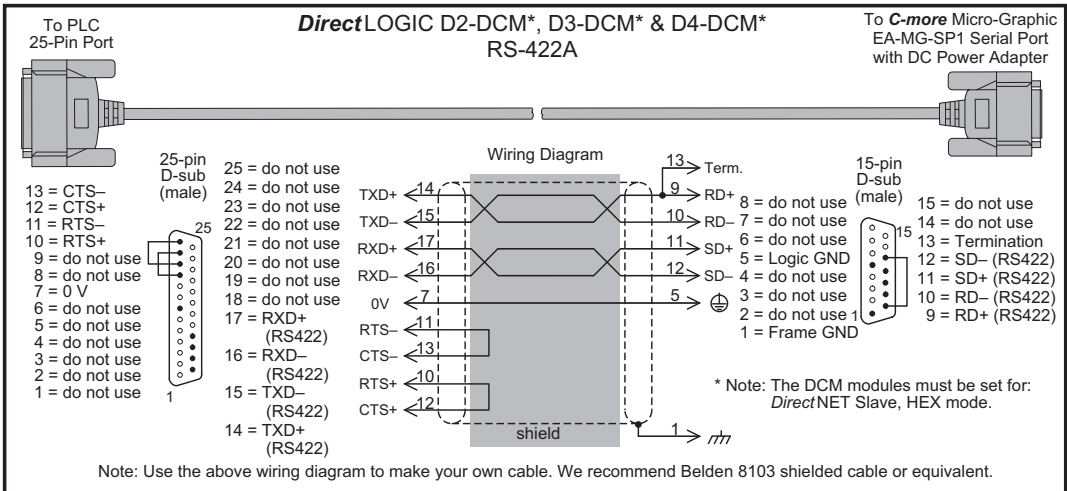 To PLC
25-Pin Port
DirectLOGIC D2-DCM*, D3-DCM* & D4-DCM*
RS-422A
To C-more Micro-Graphic
EA-MG-SP1 Serial Port
with DC Power Adapter
25-pin
D-sub
(male)
13 = CTS–
12 = CTS+
11 = RTS–
10 = RTS+
9 = do not use
8 = do not use
7 = 0 V
6 = do not use
5 = do not use
4 = do not use
3 = do not use
2 = do not use
1 = do not use
25
1
25 = do not use
24 = do not use
23 = do not use
22 = do not use
21 = do not use
20 = do not use
19 = do not use
18 = do not use
17 = RXD+
(RS422)
16 = RXD–
(RS422)
15 = TXD–
(RS422)
14 = TXD+
(RS422)
Wiring Diagram
13 Term.
TXD+ 14 9 RD+
TXD– 15 10 RD–
RXD+ 17 11 SD+
RXD– 16 12 SD–
0V 7 5
RTS– 11
CTS– 13
RTS+ 10
CTS+ 12
shield
1
8 = do not use
7 = do not use
6 = do not use
5 = Logic GND
4 = do not use
3 = do not use
2 = do not use
1 = Frame GND
15-pin
D-sub
(male)
15
1
15 = do not use
14 = do not use
13 = Termination
12 = SD– (RS422)
11 = SD+ (RS422)
10 = RD– (RS422)
9 = RD+ (RS422)
* Note: The DCM modules must be set for:
DirectNET Slave, HEX mode.
Note: Use the above wiring diagram to make your own cable. We recommend Belden 8103 shielded cable or equivalent.